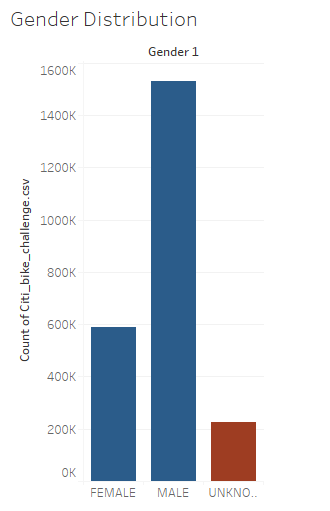 Gender Distribution
Gender 1
Count of Citi_bike_challenge.csv
1600K
1400K
1200K
1000K
800K
600K
400K
200K
0K
FEMALE MALE UNKNO..